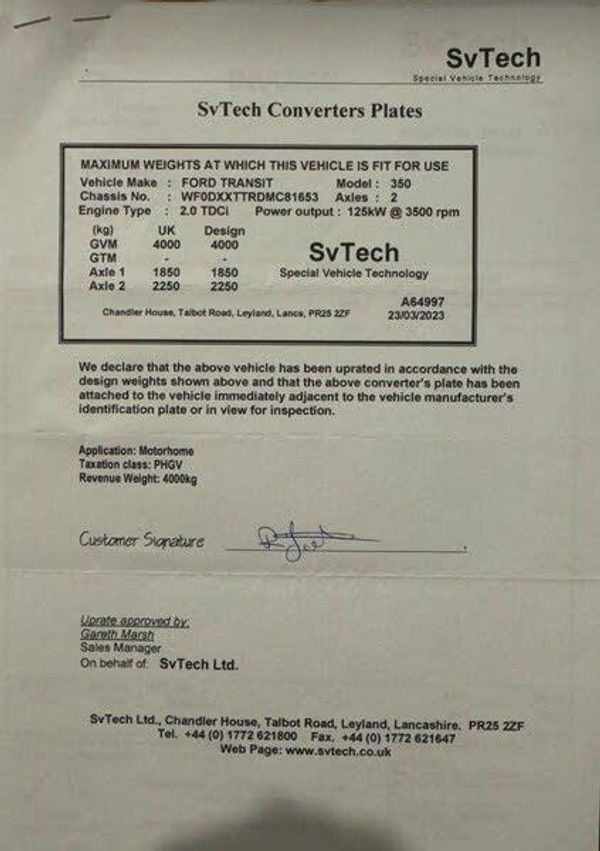 SvTech
Special Vehicle Technology
SvTech Converters Plates
MAXIMUM WEIGHTS AT WHICH THIS VEHICLE IS FIT FOR USE
Vehicle Make : FORD TRANSIT Model : 350
Chassis No. : WF0DXXTTRDMC81653 Axles : 2
Engine Type : 2.0 TDCi Power output : 125kW @ 3500 rpm
(kg) UK Design
GVM 4000 4000
GTM - -
Axle 1 1850 1850
Axle 2 2250 2250
SvTech
Special Vehicle Technology
A64997
Chandler House, Talbot Road, Leyland, Lancs, PR25 2ZF 23/03/2023
We declare that the above vehicle has been uprated in accordance with the
design weights shown above and that the above converter's plate has been
attached to the vehicle immediately adjacent to the vehicle manufacturer's
identification plate or in view for inspection.
Application: Motorhome
Taxation class: PHGV
Revenue Weight: 4000kg
Customer Signature
Uprate approved by:
Gareth Marsh
Sales Manager
On behalf of: SvTech Ltd.
SvTech Ltd., Chandler House, Talbot Road, Leyland, Lancashire. PR25 2ZF
Tel. +44 (0) 1772 621800 Fax. +44 (0) 1772 621647
Web Page: www.svtech.co.uk